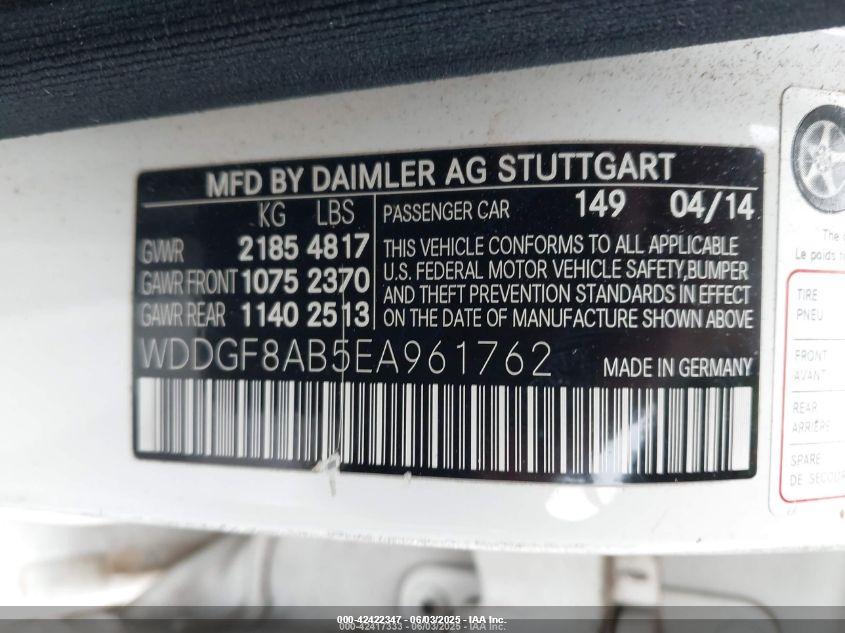 MFD BY DAIMLER AG STUTTGART
KG LBS
GVWR 2185 4817
GAWR FRONT 1075 2370
GAWR REAR 1140 2513
PASSENGER CAR 149 04/14
THIS VEHICLE CONFORMS TO ALL APPLICABLE
U.S. FEDERAL MOTOR VEHICLE SAFETY, BUMPER
AND THEFT PREVENTION STANDARDS IN EFFECT
ON THE DATE OF MANUFACTURE SHOWN ABOVE
WDDGF8AB5EA961762 MADE IN GERMANY
The
Le poids
TIRE
PNEU
FRONT
AVANT
REAR
ARRIÈRE
SPARE
DE SECOUR
000-42422347 - 06/03/2025 - IAA Inc.
000-42417333 - 06/03/2025 - IAA Inc.